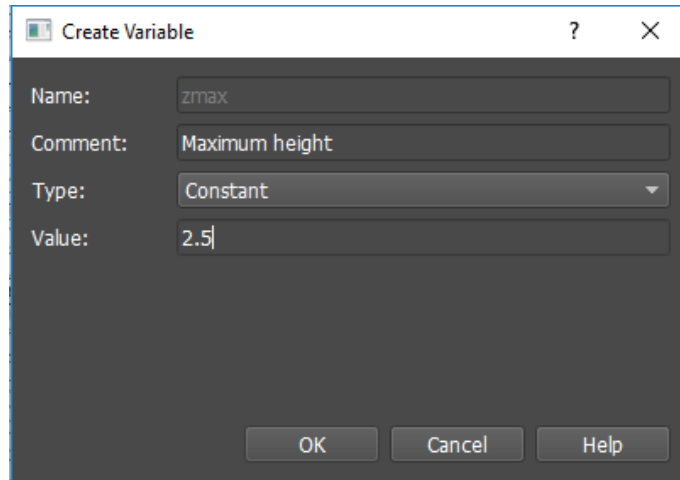 Create Variable ?
Name: zmax
Comment: Maximum height
Type: Constant
Value: 2.5
OK Cancel Help